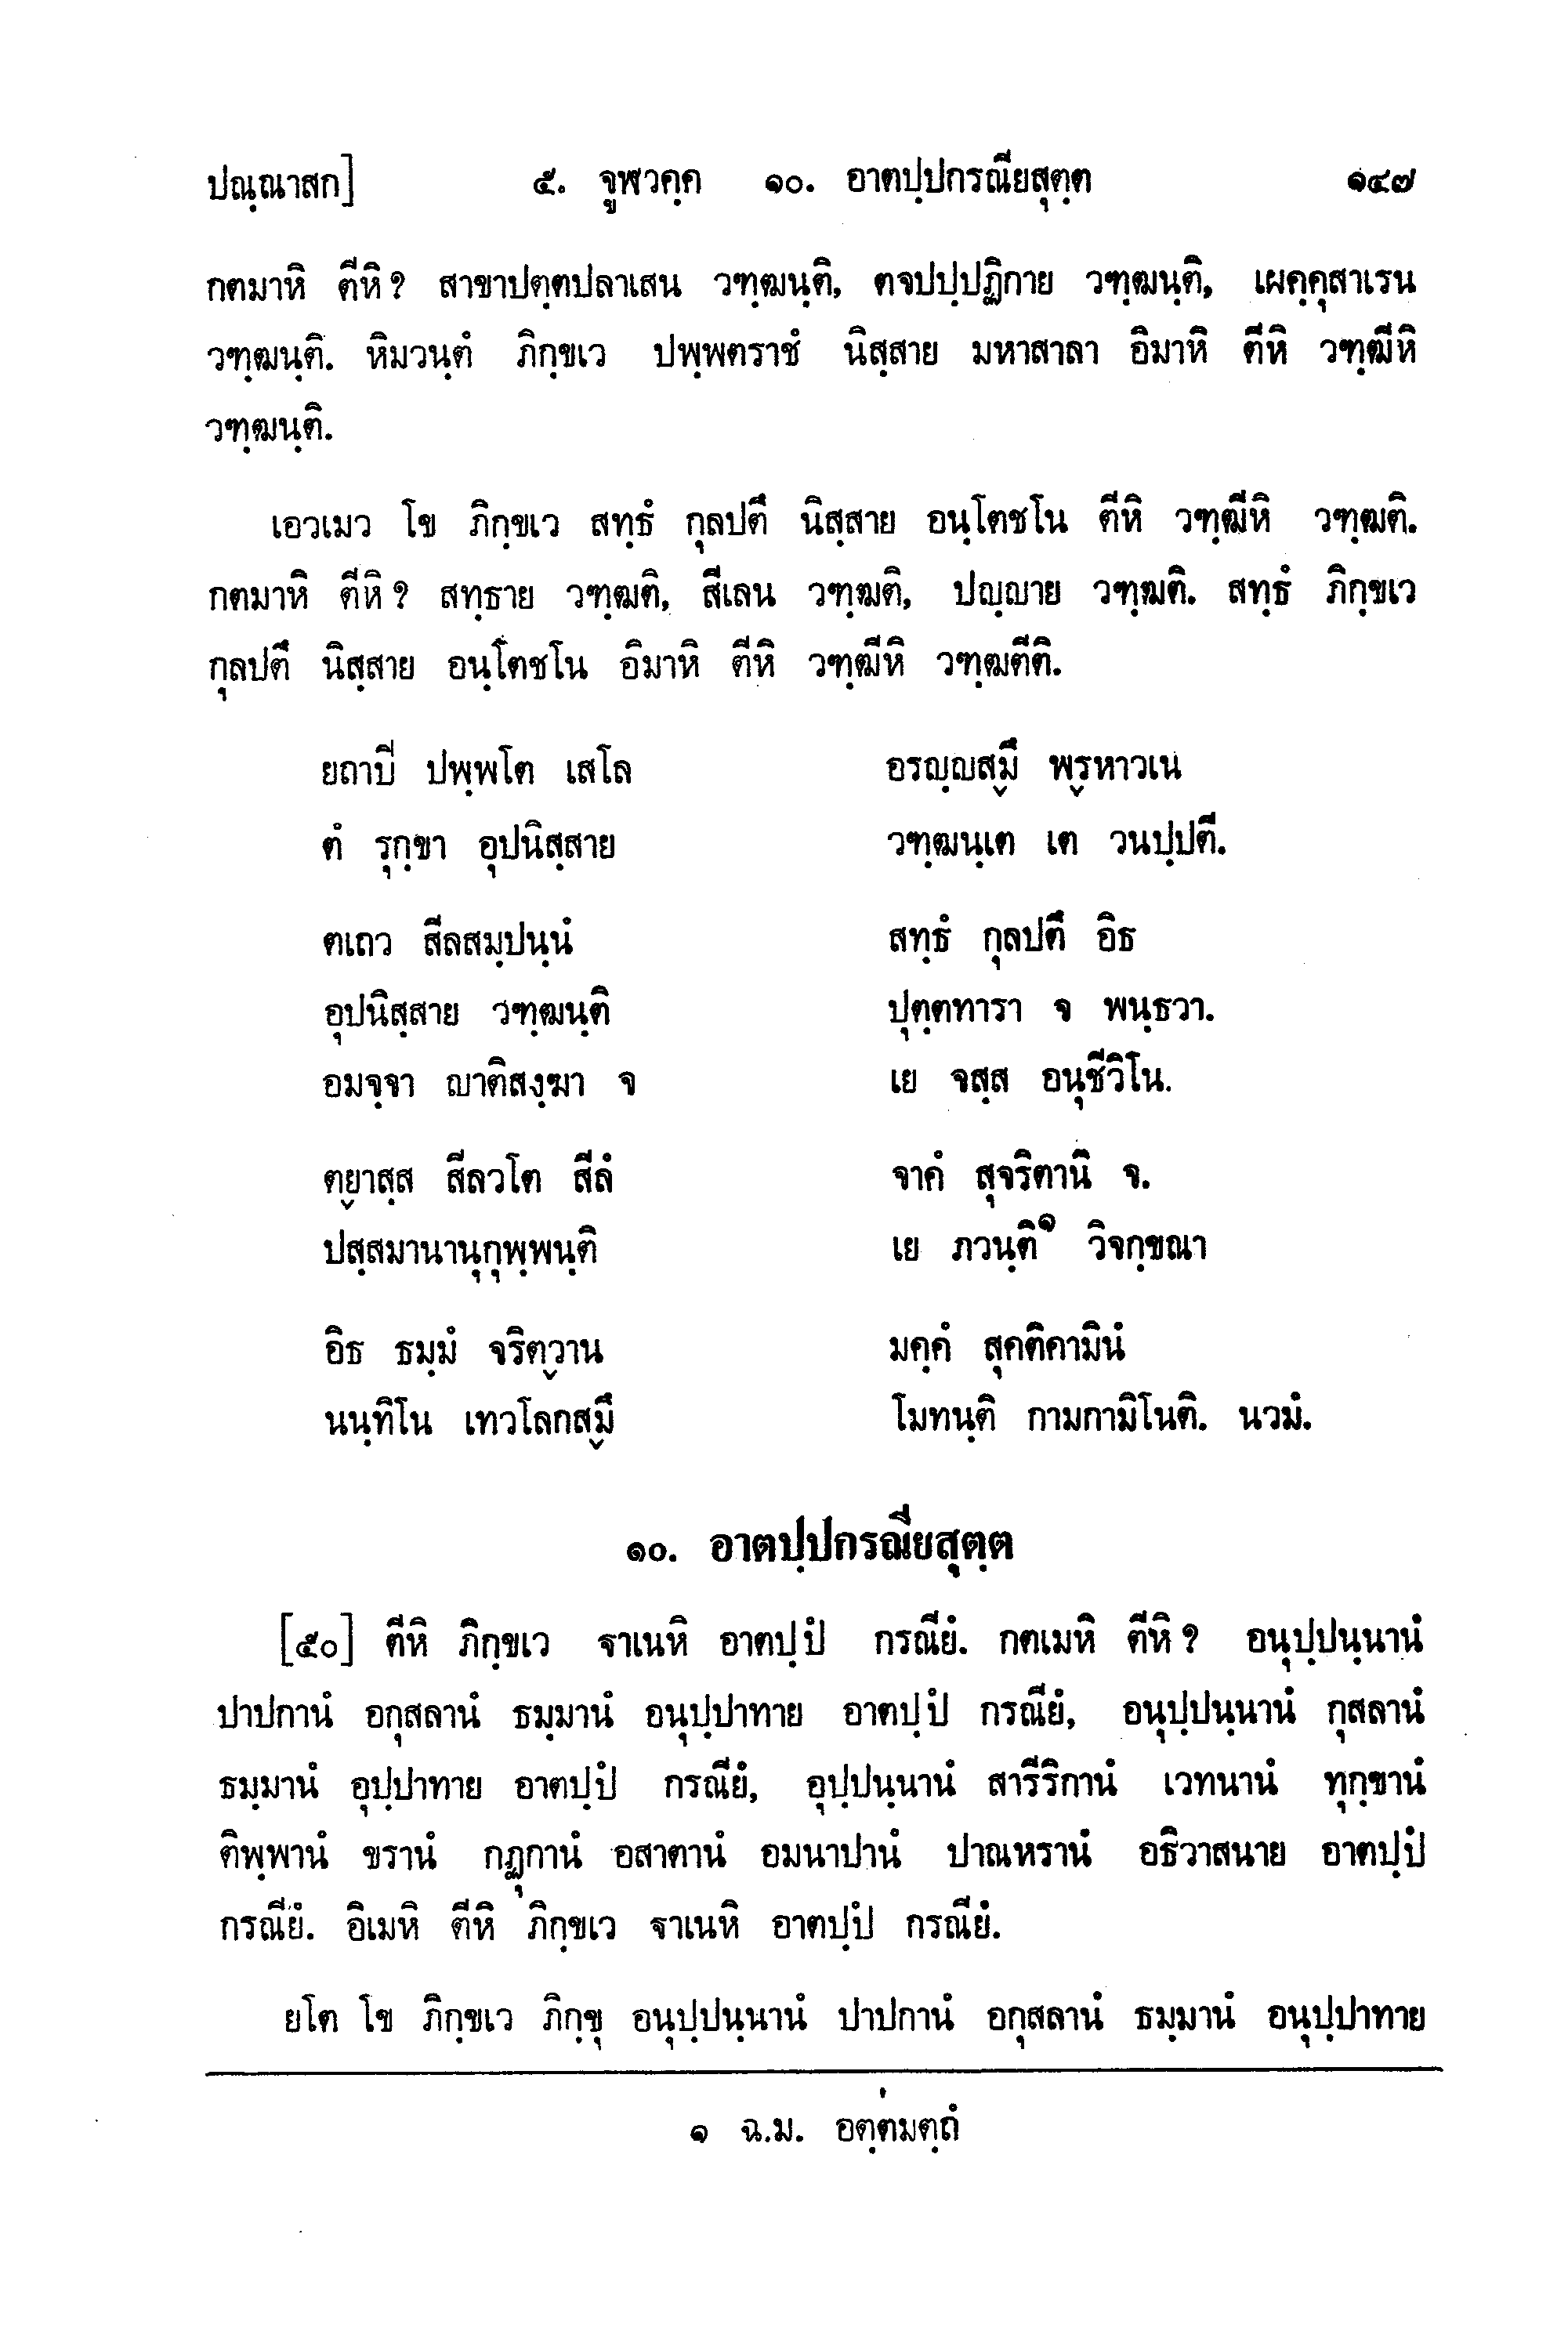 ปณฺณาสก] ๕. จูฬวคฺค ๑๐. อาตปฺปกรณียสุตฺต ๑๔๗
กตมาหิ ตีหิ? สาขาปตฺตปลาเสน วฑฺฒนฺติ, ตจปปฺปฏิกาย วฑฺฒนฺติ, เผคฺคุสาเรน
วฑฺฒนฺติ. หิมวนฺตํ ภิกฺขเว ปพฺพตราชํ นิสฺสาย มหาสาลา อิมาหิ ตีหิ วฑฺฒีหิ
วฑฺฒนฺติ.
เอวเมว โข ภิกฺขเว สทฺธํ กุลปตึ นิสฺสาย อนฺโตชโน ตีหิ วฑฺฒีหิ วฑฺฒติ.
กตมาหิ ตีหิ? สทฺธาย วฑฺฒติ, สีเลน วฑฺฒติ, ปญฺญาย วฑฺฒติ. สทฺธํ ภิกฺขเว
กุลปตึ นิสฺสาย อนฺโตชโน อิมาหิ ตีหิ วฑฺฒีหิ วฑฺฒตีติ.
ยถาปิ ปพฺพโต เสโล อรญฺญสฺมึ พฺรหาวเน
ตํ รุกฺขา อุปนิสฺสาย วฑฺฒนฺเต เต วนปฺปตี.
ตเถว สีลสมฺปนฺนํ สทฺธํ กุลปตึ อิธ
อุปนิสฺสาย วฑฺฒนฺติ ปุตฺตทารา จ พนฺธวา.
อมจฺจา ญาติสงฺฆา จ เย จสฺส อนุชีวิโน.
ตฺยาสฺส สีลวโต สีลํ จาคํ สุจริตานิ จ.
ปสฺสมานานุกุพฺพนฺติ เย ภวนฺติ๑ วิจกฺขณา
อิธ ธมฺมํ จริตฺวาน มคฺคํ สุคติคามินํ
นนฺทิโน เทวโลกสฺมึ โมทนฺติ กามกามิโนติ. นวมํ.
๑๐. อาตปฺปกรณียสุตฺต
[๕๐] ตีหิ ภิกฺขเว ฐาเนหิ อาตปฺปํ กรณียํ. กตเมหิ ตีหิ? อนุปฺปนฺนานํ
ปาปกานํ อกุสลานํ ธมฺมานํ อนุปฺปาทาย อาตปฺปํ กรณียํ, อนุปฺปนฺนานํ กุสลานํ
ธมฺมานํ อุปฺปาทาย อาตปฺปํ กรณียํ, อุปฺปนฺนานํ สารีริกานํ เวทนานํ ทุกฺขานํ
ติพฺพานํ ขรานํ กฏุกานํ อสาตานํ อมนาปานํ ปาณหรานํ อธิวาสนาย อาตปฺปํ
กรณียํ. อิเมหิ ตีหิ ภิกฺขเว ฐาเนหิ อาตปฺปํ กรณียํ.
ยโต โข ภิกฺขเว ภิกฺขุ อนุปฺปนฺนานํ ปาปกานํ อกุสลานํ ธมฺมานํ อนุปฺปาทาย
๑ ฉ.ม. อตฺตมตฺถํ